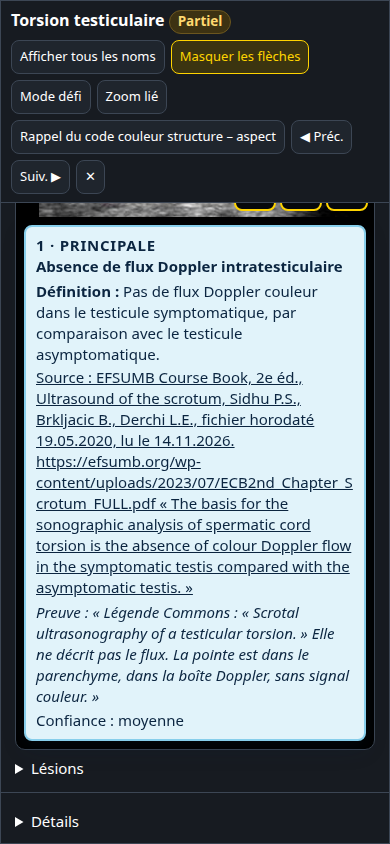 Torsion testiculaire Partiel
Afficher tous les noms Masquer les flèches
Mode défi Zoom lié
Rappel du code couleur structure – aspect ◀ Préc.
Suiv. ▶ ✕
1 · PRINCIPALE
Absence de flux Doppler intratesticulaire
Définition : Pas de flux Doppler couleur
dans le testicule symptomatique, par
comparaison avec le testicule
asymptomatique.
Source : EFSUMB Course Book, 2e éd.,
Ultrasound of the scrotum, Sidhu P.S.,
Brkljacic B., Derchi L.E., fichier horodaté
19.05.2020, lu le 14.11.2026.
https://efsumb.org/wp-
content/uploads/2023/07/ECB2nd_Chapter_S
crotum_FULL.pdf « The basis for the
sonographic analysis of spermatic cord
torsion is the absence of colour Doppler flow
in the symptomatic testis compared with the
asymptomatic testis. »
Preuve : « Légende Commons : « Scrotal
ultrasonography of a testicular torsion. » Elle
ne décrit pas le flux. La pointe est dans le
parenchyme, dans la boîte Doppler, sans signal
couleur. »
Confiance : moyenne
▶ Lésions
▶ Détails